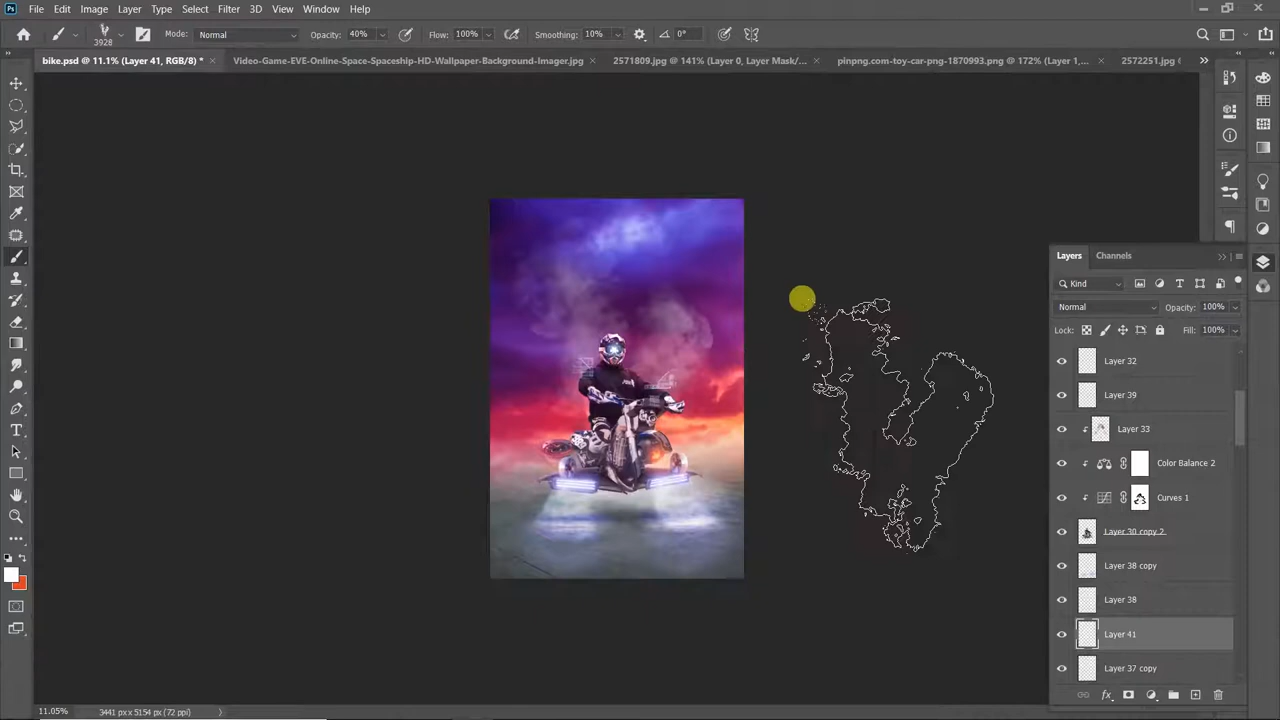 Ps File Edit Image Layer Type Select Filter 3D View Window Help
3928 Mode: Normal Opacity: 40% Flow: 100% Smoothing: 10% 0°
bike.psd @ 11.1% (Layer 41, RGB/8) * × Video-Game-EVE-Online-Space-Spaceship-HD-Wallpaper-Background-Imager.jpg × 2571809.jpg @ 141% (Layer 0, Layer Mask/... × pinpng.com-toy-car-png-1870993.png @ 172% (Layer 1,... × 2572251.jpg
Layers Channels
Kind
Normal Opacity: 100%
Lock: Fill: 100%
Layer 32
Layer 39
Layer 33
Color Balance 2
Curves 1
Layer 30 copy 2
Layer 38 copy
Layer 38
Layer 41
Layer 37 copy
fx
11.05% 3441 px x 5154 px (72 ppi)